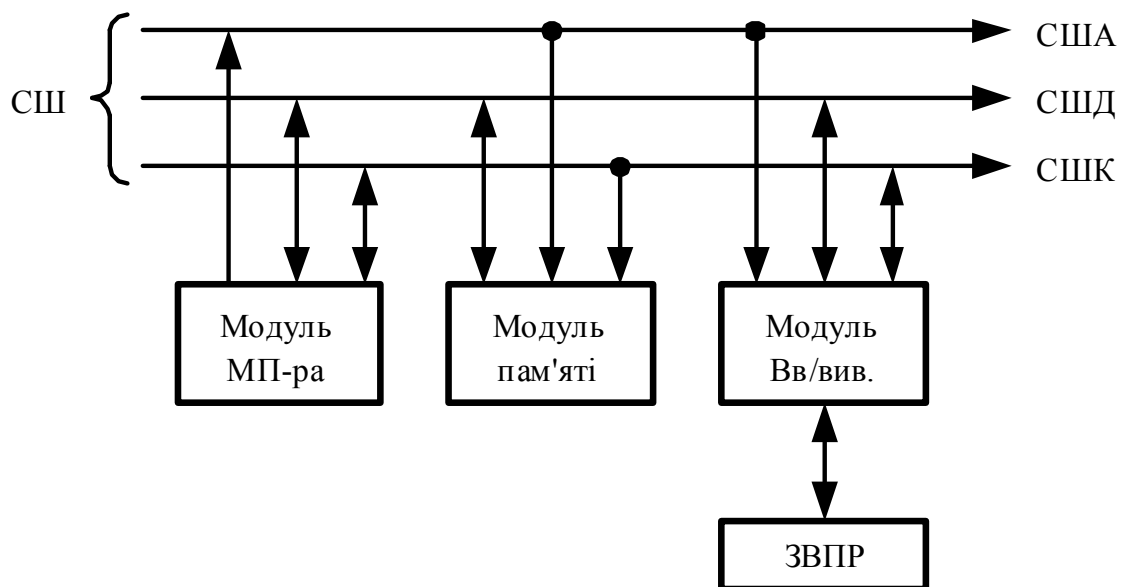 США
СШ
СШД
СШК
Модуль
МП-ра
Модуль
пам'яті
Модуль
Вв/вив.
ЗВПР